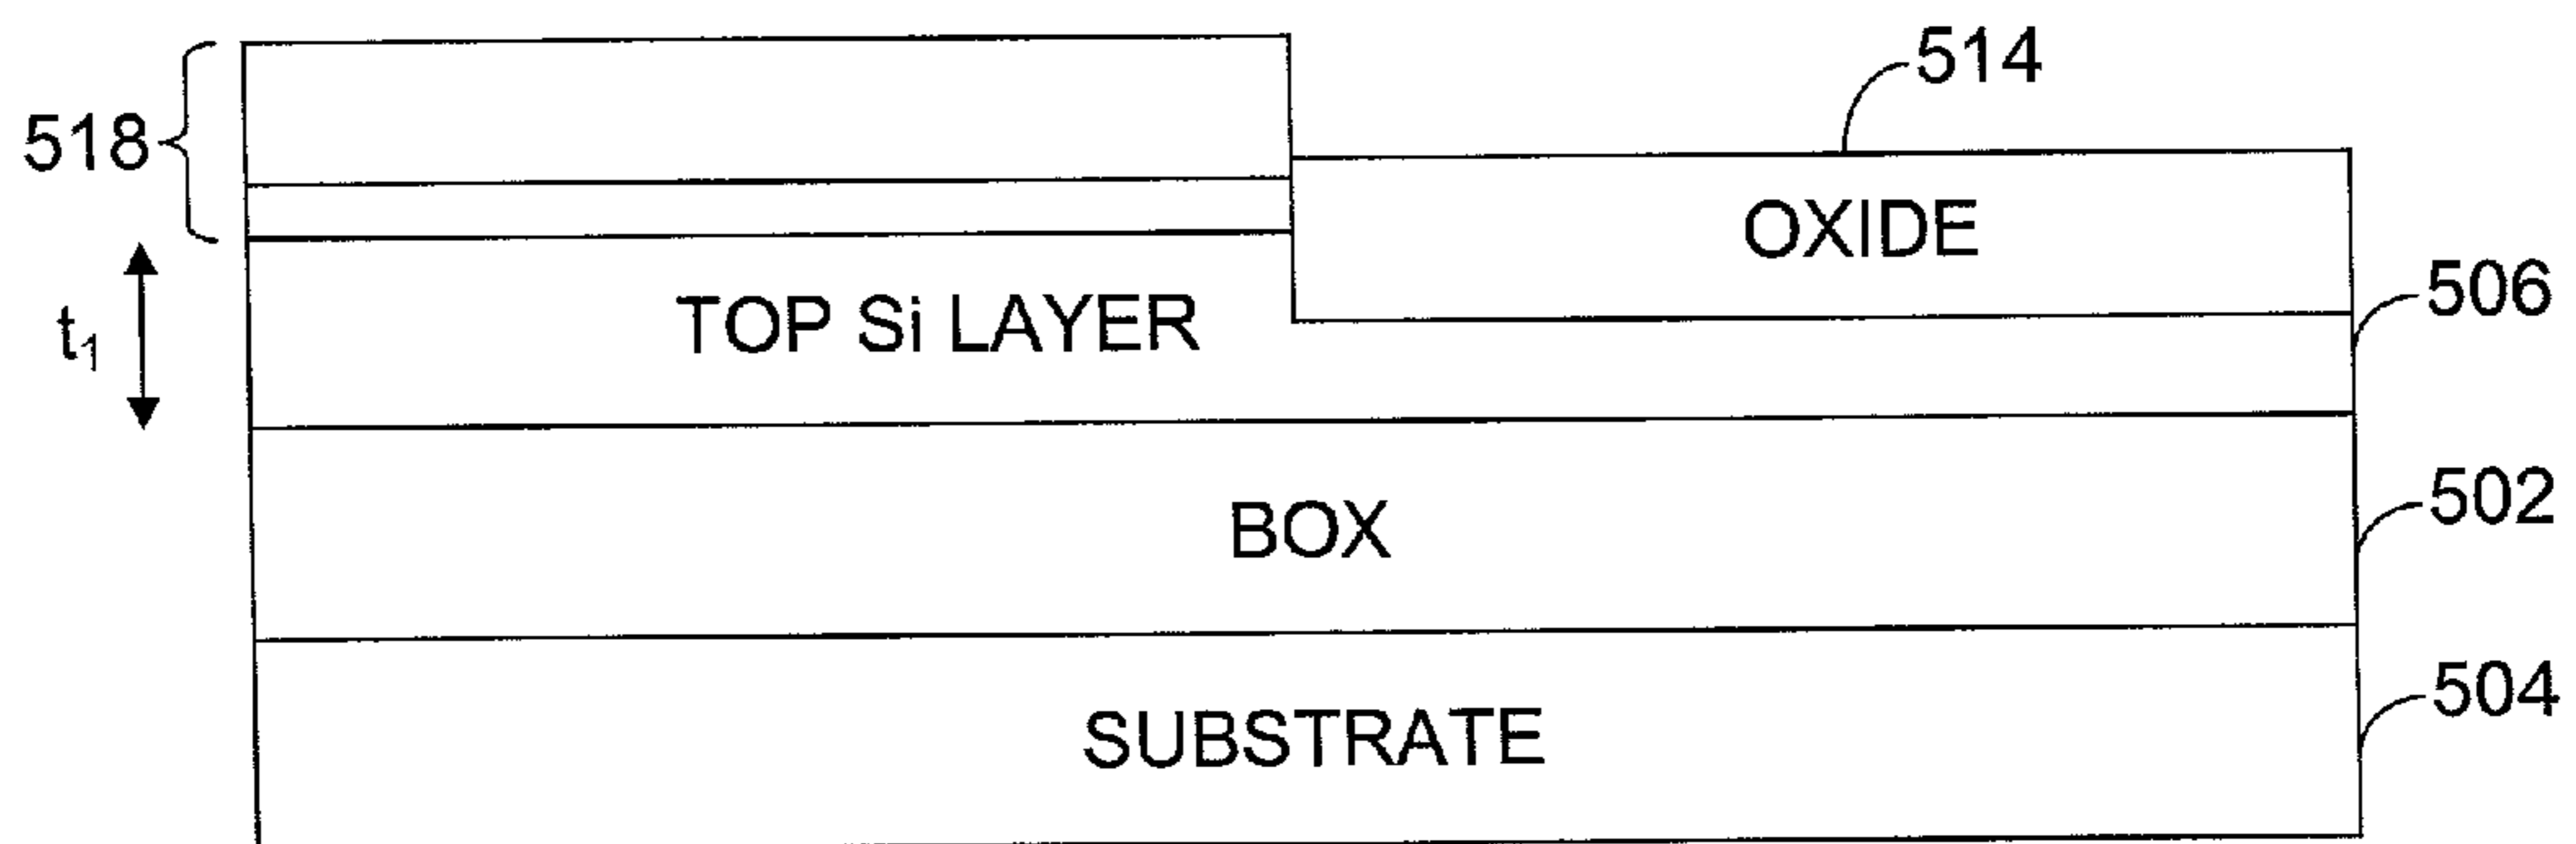 514
518
OXIDE
506
TOP Si LAYER
t₁
502
BOX
504
SUBSTRATE